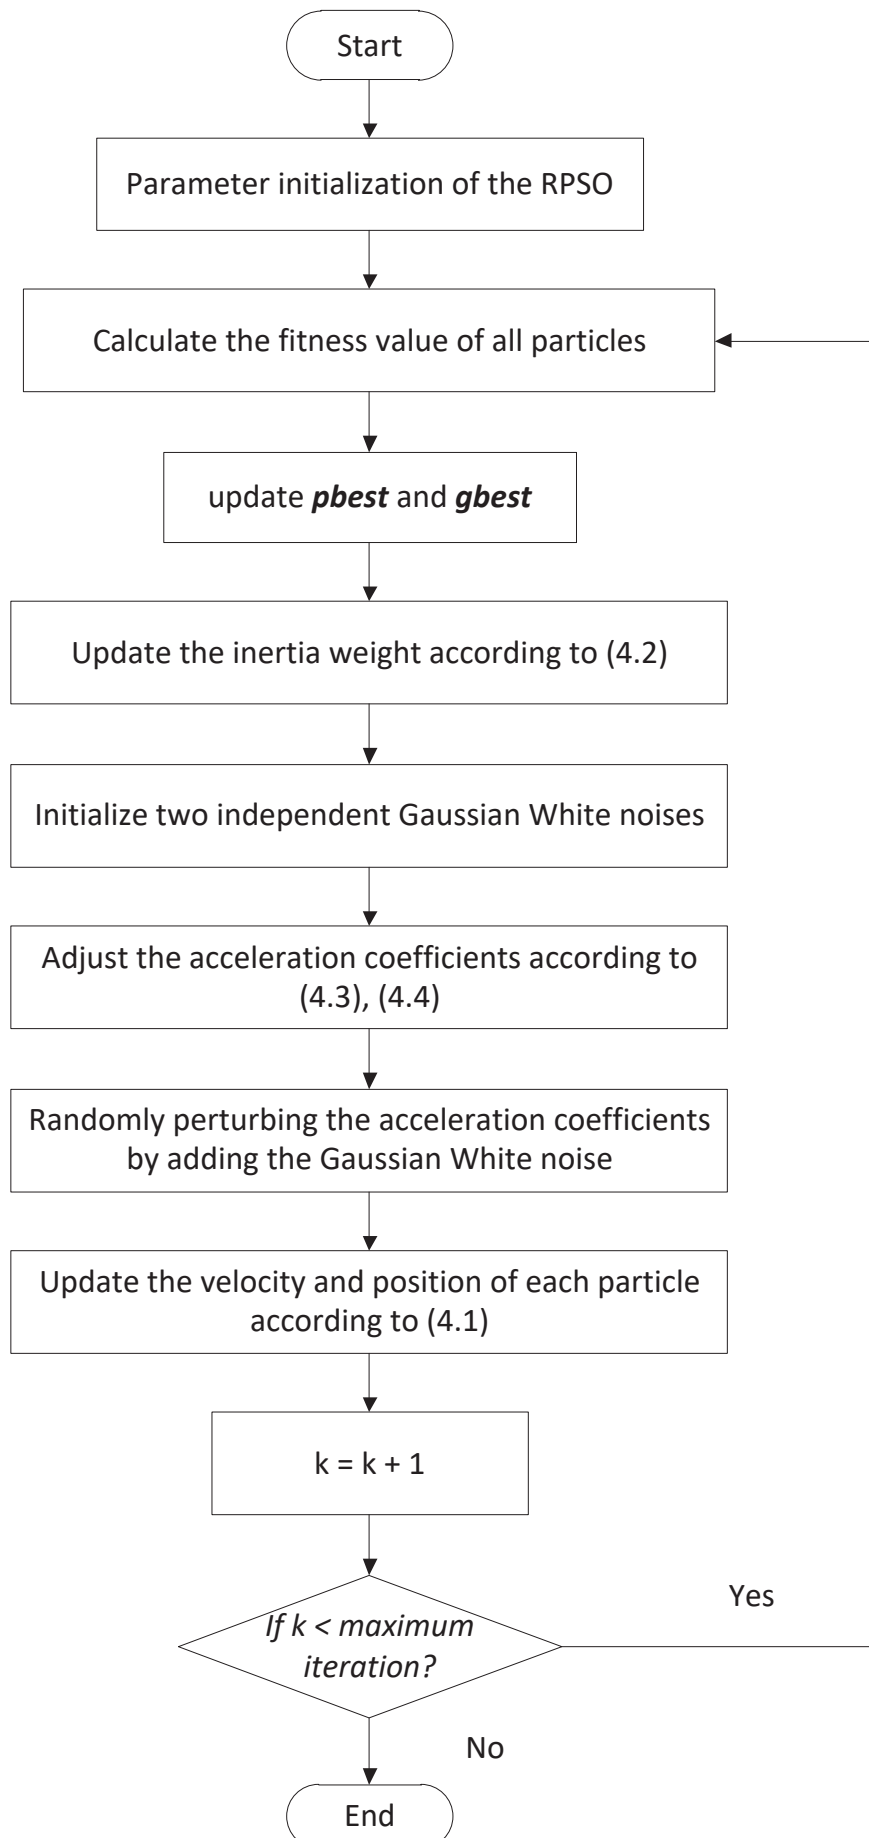 Start
Parameter initialization of the RPSO
Calculate the fitness value of all particles
update pbest and gbest
Update the inertia weight according to (4.2)
Initialize two independent Gaussian White noises
Adjust the acceleration coefficients according to
(4.3), (4.4)
Randomly perturbing the acceleration coefficients
by adding the Gaussian White noise
Update the velocity and position of each particle
according to (4.1)
k = k + 1
If k < maximum
iteration?
Yes
No
End